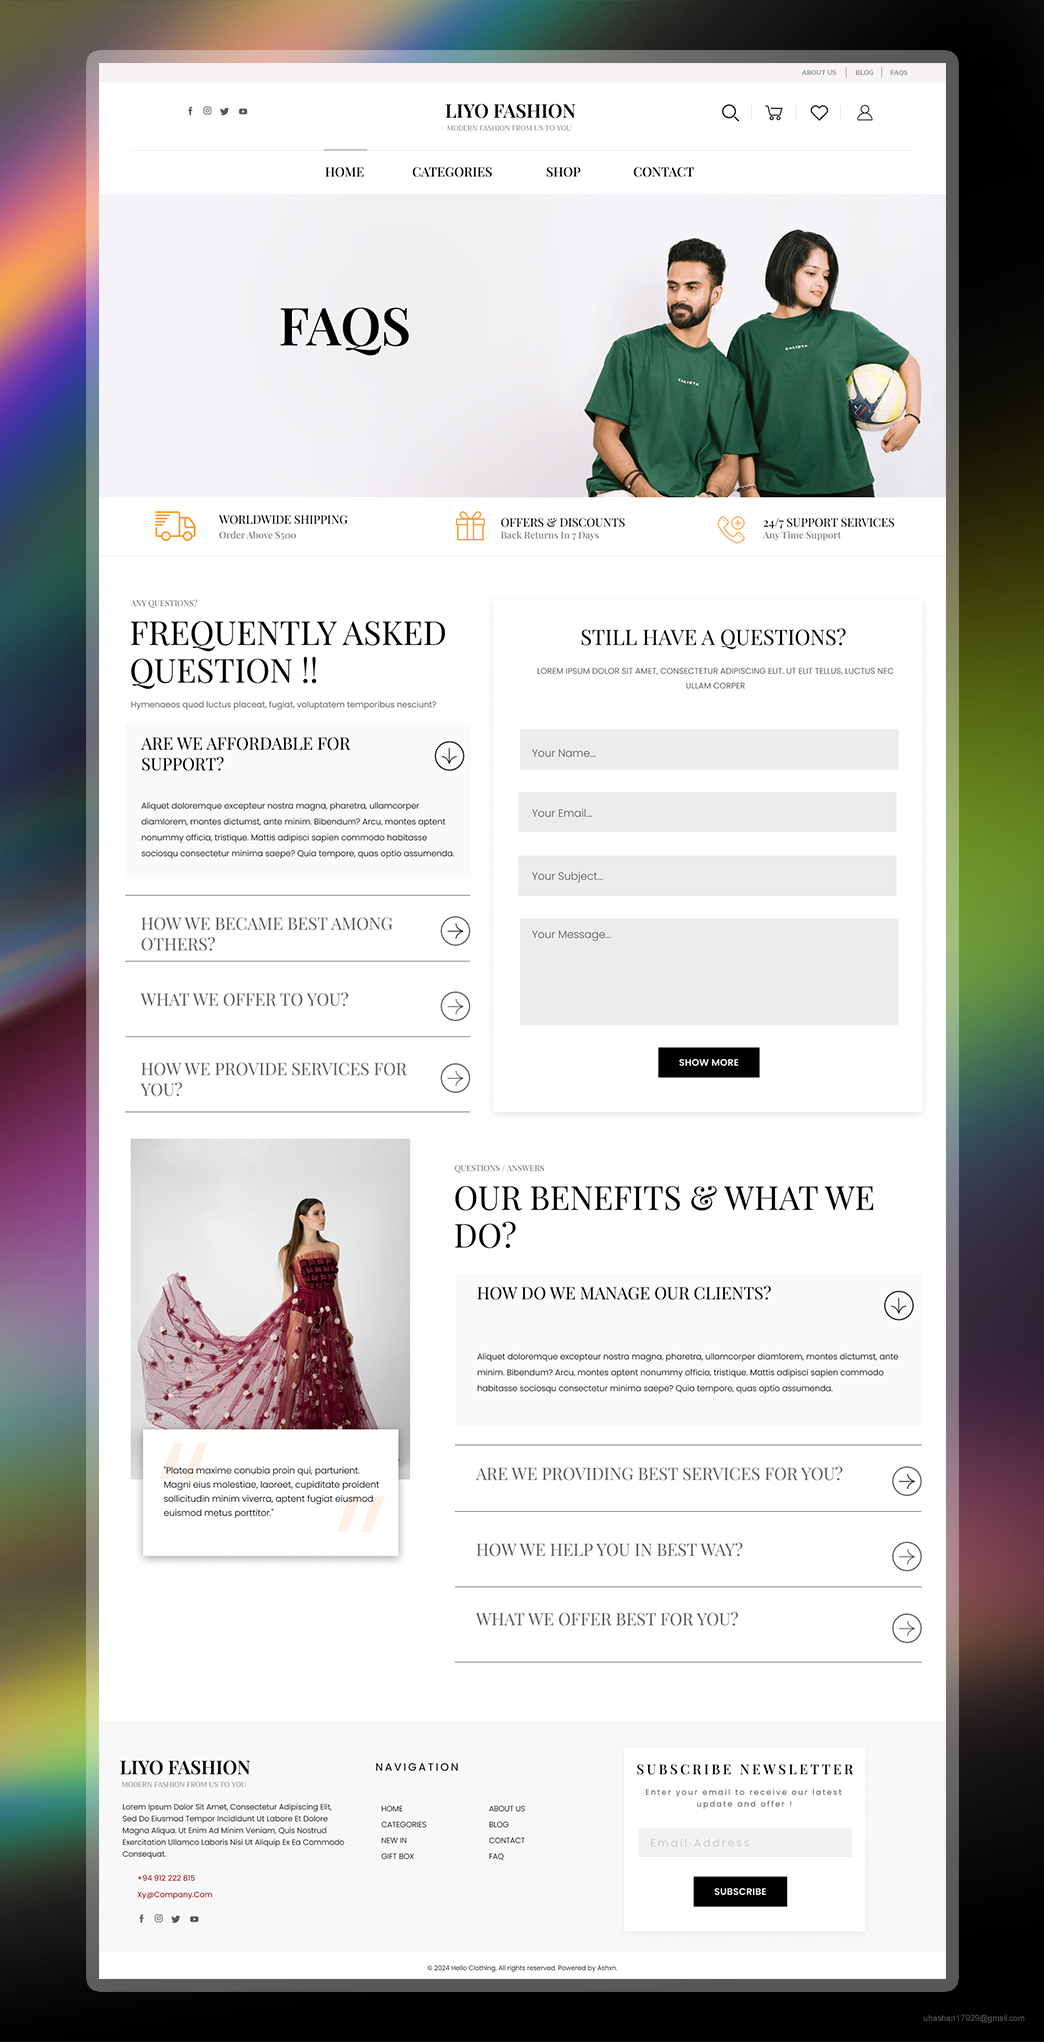 ABOUT US
BLOG
FAQS
LIYO FASHION
MODERN FASHION FROM US TO YOU
HOME
CATEGORIES
SHOP
CONTACT
FAQS
CALISTA
CALISTA
WORLDWIDE SHIPPING
Order Above $500
OFFERS & DISCOUNTS
Back Returns In 7 Days
24/7 SUPPORT SERVICES
Any Time Support
ANY QUESTIONS?
FREQUENTLY ASKED
QUESTION !!
Hymenaeos quod luctus placeat, fugiat, voluptatem temporibus nesciunt?
ARE WE AFFORDABLE FOR
SUPPORT?
Aliquet doloremque excepteur nostra magna, pharetra, ullamcorper
diamlorem, montes dictumst, ante minim. Bibendum? Arcu, montes aptent
nonummy officia, tristique. Mattis adipisci sapien commodo habitasse
sociosqu consectetur minima saepe? Quia tempore, quas optio assumenda.
HOW WE BECAME BEST AMONG
OTHERS?
WHAT WE OFFER TO YOU?
HOW WE PROVIDE SERVICES FOR
YOU?
STILL HAVE A QUESTIONS?
LOREM IPSUM DOLOR SIT AMET, CONSECTETUR ADIPISCING ELIT. UT ELIT TELLUS, LUCTUS NEC
ULLAM CORPER
Your Name...
Your Email...
Your Subject...
Your Message...
SHOW MORE
"Platea maxime conubia proin qui, parturient.
Magni eius molestiae, laoreet, cupiditate proident
sollicitudin minim viverra, aptent fugiat eiusmod
euismod metus porttitor."
QUESTIONS / ANSWERS
OUR BENEFITS & WHAT WE
DO?
HOW DO WE MANAGE OUR CLIENTS?
Aliquet doloremque excepteur nostra magna, pharetra, ullamcorper diamlorem, montes dictumst, ante
minim. Bibendum? Arcu, montes aptent nonummy officia, tristique. Mattis adipisci sapien commodo
habitasse sociosqu consectetur minima saepe? Quia tempore, quas optio assumenda.
ARE WE PROVIDING BEST SERVICES FOR YOU?
HOW WE HELP YOU IN BEST WAY?
WHAT WE OFFER BEST FOR YOU?
LIYO FASHION
MODERN FASHION FROM US TO YOU
Lorem Ipsum Dolor Sit Amet, Consectetur Adipiscing Elit,
Sed Do Eiusmod Tempor Incididunt Ut Labore Et Dolore
Magna Aliqua. Ut Enim Ad Minim Veniam, Quis Nostrud
Exercitation Ullamco Laboris Nisi Ut Aliquip Ex Ea Commodo
Consequat.
+94 912 222 815
Xy@Company.Com
NAVIGATION
HOME
CATEGORIES
NEW IN
GIFT BOX
ABOUT US
BLOG
CONTACT
FAQ
SUBSCRIBE NEWSLETTER
Enter your email to receive our latest
update and offer !
Email Address
SUBSCRIBE
© 2024 Hello Clothing. All rights reserved. Powered by Ashxn.
uhashan17929@gmail.com